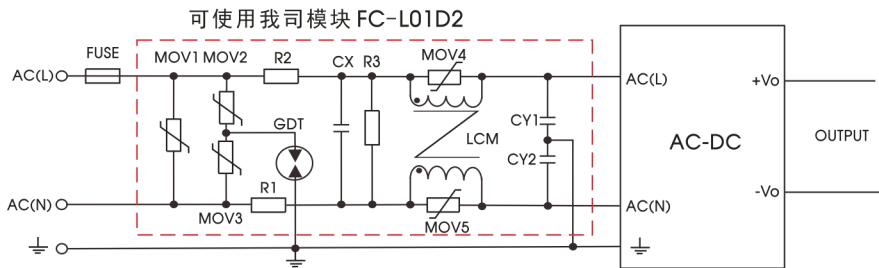 可使用我司模块 FC-L01D2
FUSE
MOV1 MOV2 R2 CX R3 MOV4
AC(L) AC(L) +Vo
GDT CY1
LCM AC-DC OUTPUT
CY2
R1 -Vo
AC(N) AC(N)
MOV3 MOV5